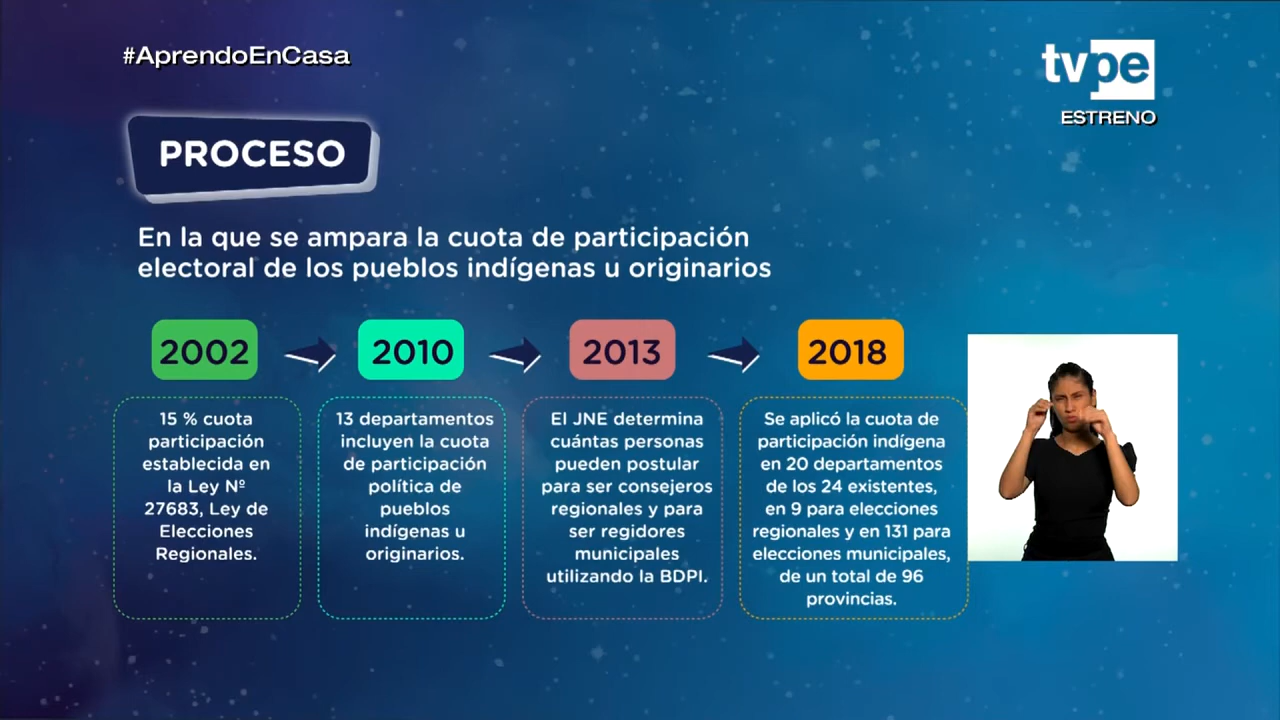 #AprendoEnCasa
tvpe
ESTRENO
PROCESO
En la que se ampara la cuota de participación
electoral de los pueblos indígenas u originarios
2002
15 % cuota
participación
establecida en
la Ley Nº
27683, Ley de
Elecciones
Regionales.
2010
13 departamentos
incluyen la cuota
de participación
política de
pueblos
indígenas u
originarios.
2013
El JNE determina
cuántas personas
pueden postular
para ser consejeros
regionales y para
ser regidores
municipales
utilizando la BDPI.
2018
Se aplicó la cuota de
participación indígena
en 20 departamentos
de los 24 existentes,
en 9 para elecciones
regionales y en 131 para
elecciones municipales,
de un total de 96
provincias.